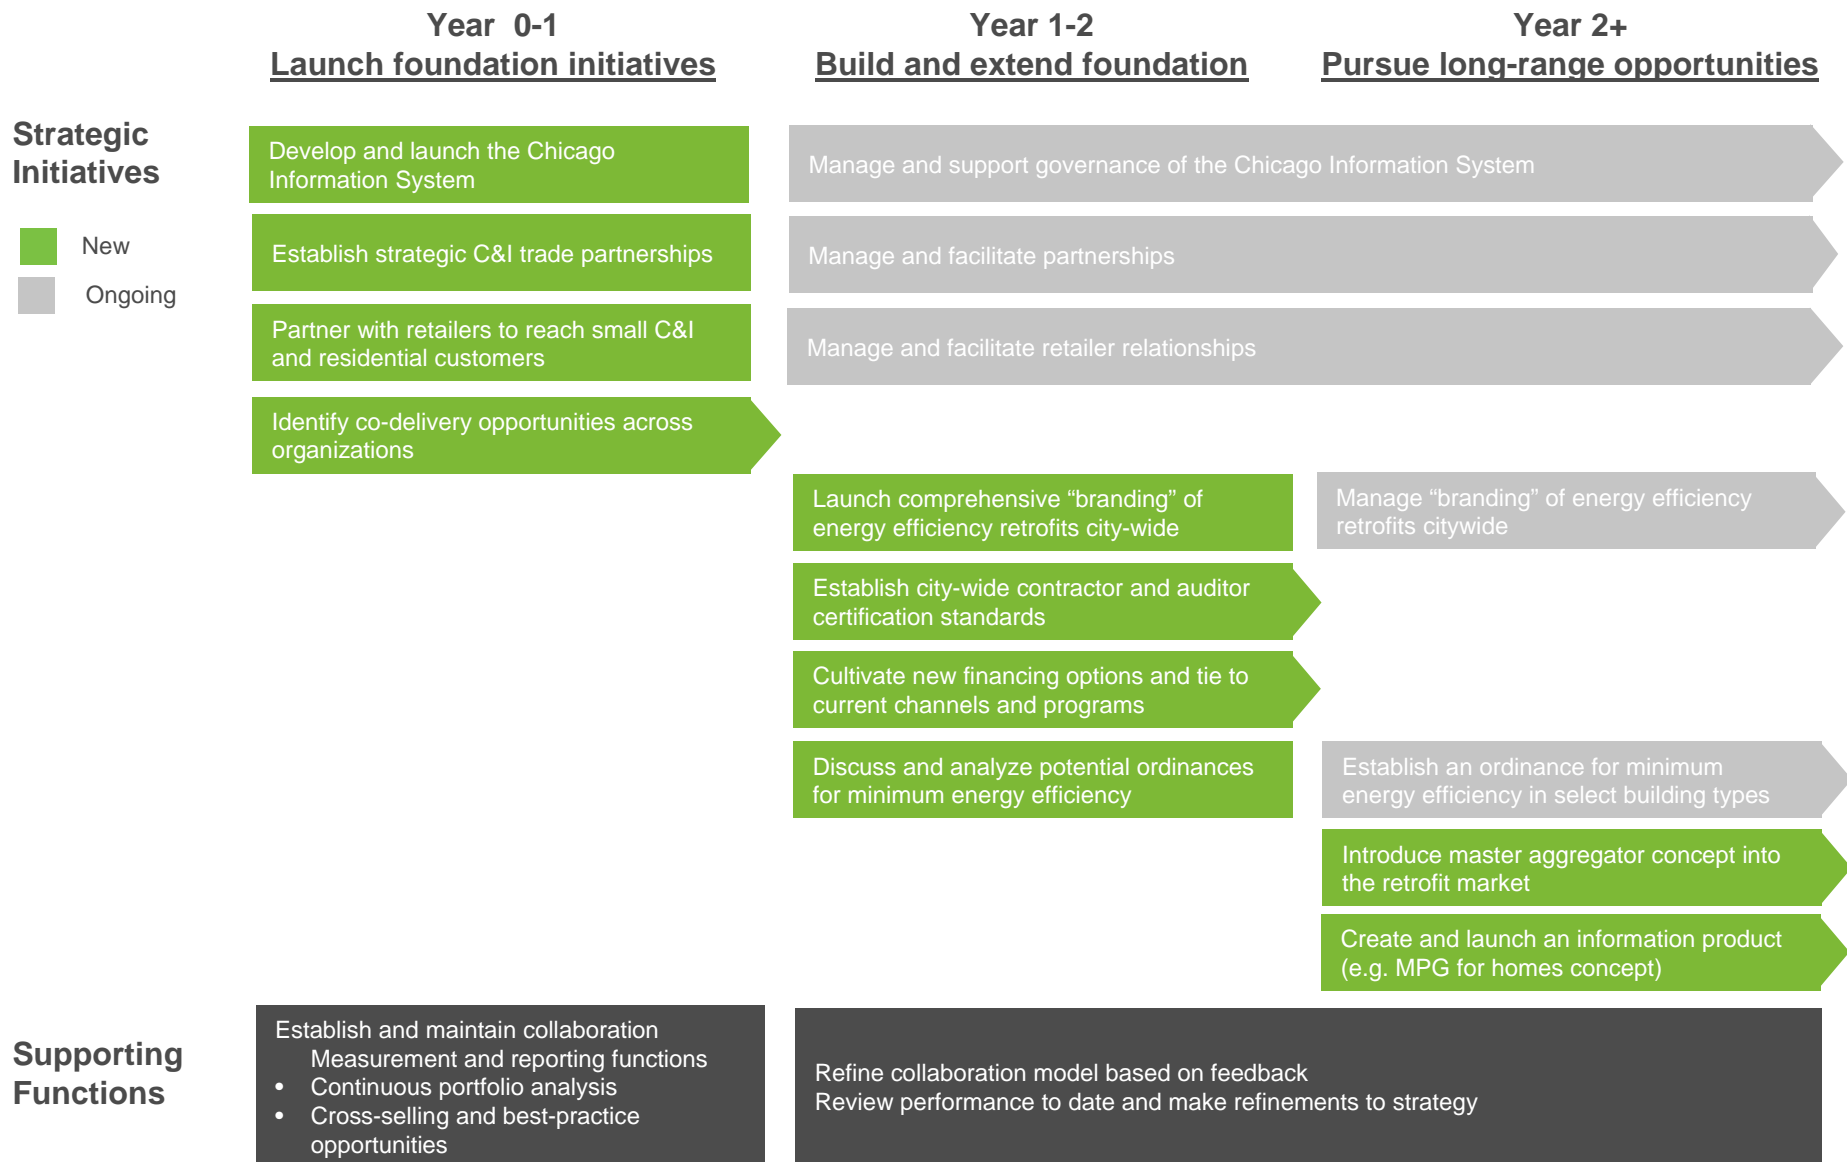 Year 0-1
Launch foundation initiatives
Year 1-2
Build and extend foundation
Year 2+
Pursue long-range opportunities
Strategic
Initiatives
New
Ongoing
Develop and launch the Chicago
Information System
Manage and support governance of the Chicago Information System
Establish strategic C&I trade partnerships
Manage and facilitate partnerships
Partner with retailers to reach small C&I
and residential customers
Manage and facilitate retailer relationships
Identify co-delivery opportunities across
organizations
Launch comprehensive “branding” of
energy efficiency retrofits city-wide
Manage “branding” of energy efficiency
retrofits citywide
Establish city-wide contractor and auditor
certification standards
Cultivate new financing options and tie to
current channels and programs
Discuss and analyze potential ordinances
for minimum energy efficiency
Establish an ordinance for minimum
energy efficiency in select building types
Introduce master aggregator concept into
the retrofit market
Create and launch an information product
(e.g. MPG for homes concept)
Supporting
Functions
Establish and maintain collaboration
Measurement and reporting functions
• Continuous portfolio analysis
• Cross-selling and best-practice
opportunities
Refine collaboration model based on feedback
Review performance to date and make refinements to strategy